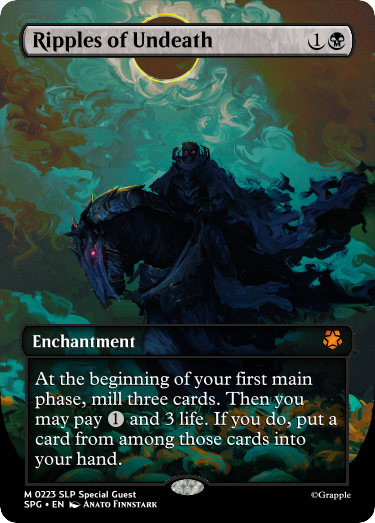 Ripples of Undeath 1
Enchantment
At the beginning of your first main
phase, mill three cards. Then you
may pay 1 and 3 life. If you do, put a
card from among those cards into
your hand.
M 0223 SLP Special Guest
SPG • EN Anato Finnstark
©Grapple